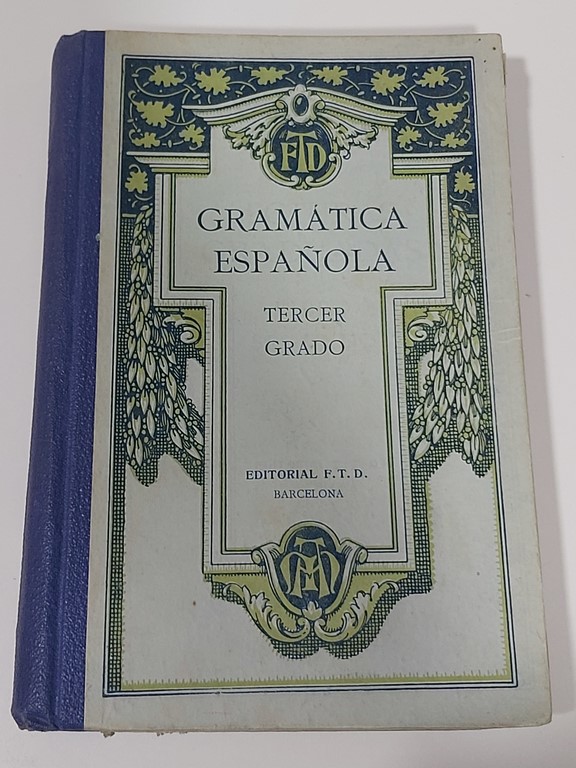 FTD
GRAMÁTICA
ESPAÑOLA
TERCER
GRADO
EDITORIAL F. T. D.
BARCELONA